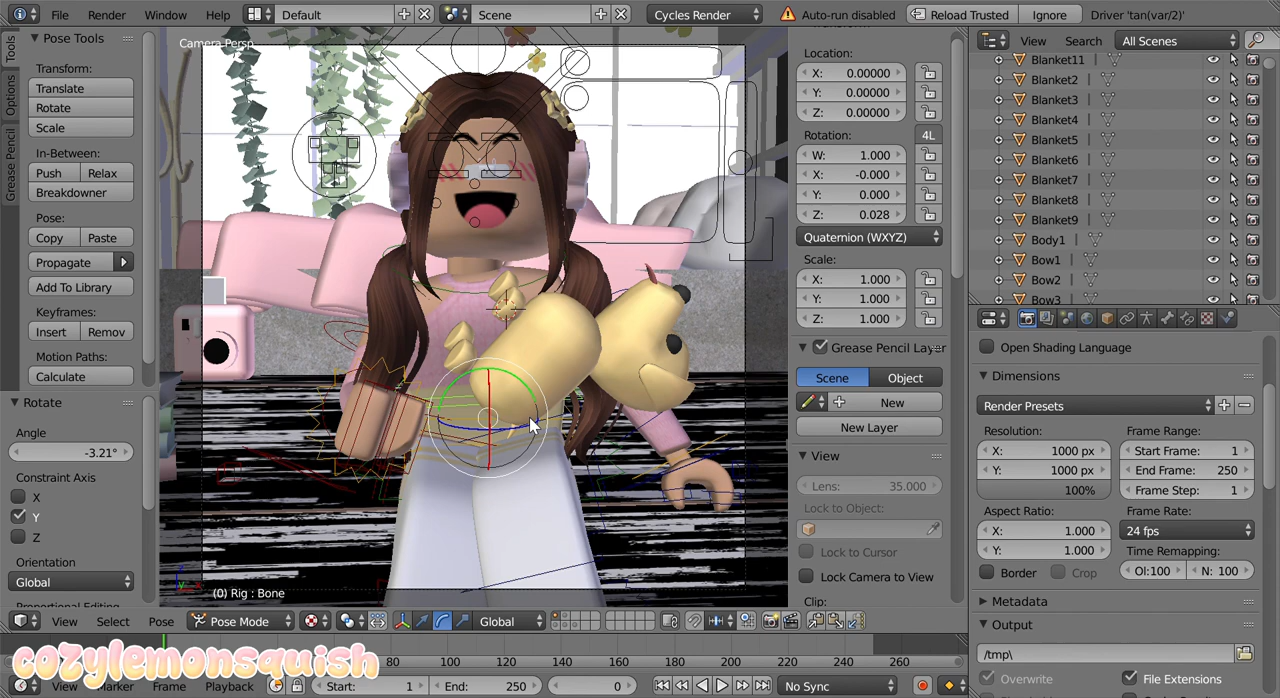 File Render Window Help Default Scene Cycles Render Auto-run disabled Reload Trusted Ignore Driver 'tan(var/2)'
Tools
Options
Grease Pencil
Pose Tools
Transform:
Translate
Rotate
Scale
In-Between:
Push Relax
Breakdowner
Pose:
Copy Paste
Propagate
Add To Library
Keyframes:
Insert Remov
Motion Paths:
Calculate
Rotate
Angle
-3.21°
Constraint Axis
X
Y
Z
Orientation
Global
Camera Persp
(0) Rig : Bone
Location:
X: 0.00000
Y: 0.00000
Z: 0.00000
Rotation: 4L
W: 1.000
X: -0.000
Y: 0.000
Z: 0.028
Quaternion (WXYZ)
Scale:
X: 1.000
Y: 1.000
Z: 1.000
Grease Pencil Layer
Scene Object
New
New Layer
View
Lens: 35.000
Lock to Object:
Lock to Cursor
Lock Camera to View
Clip:
View Search All Scenes
Blanket11
Blanket2
Blanket3
Blanket4
Blanket5
Blanket6
Blanket7
Blanket8
Blanket9
Body1
Bow1
Bow2
Bow3
Open Shading Language
Dimensions
Render Presets
Resolution: Frame Range:
X: 1000 px Start Frame: 1
Y: 1000 px End Frame: 250
100% Frame Step: 1
Aspect Ratio: Frame Rate:
X: 1.000 24 fps
Y: 1.000 Time Remapping:
Border Crop Ol:100 N: 100
Metadata
Output
/tmp\
Overwrite File Extensions
View Select Pose Pose Mode Global
80 100 120 140 160 180 200 220 240 260
cozylemonsquish
View Marker Frame Playback Start: 1 End: 250 0 No Sync